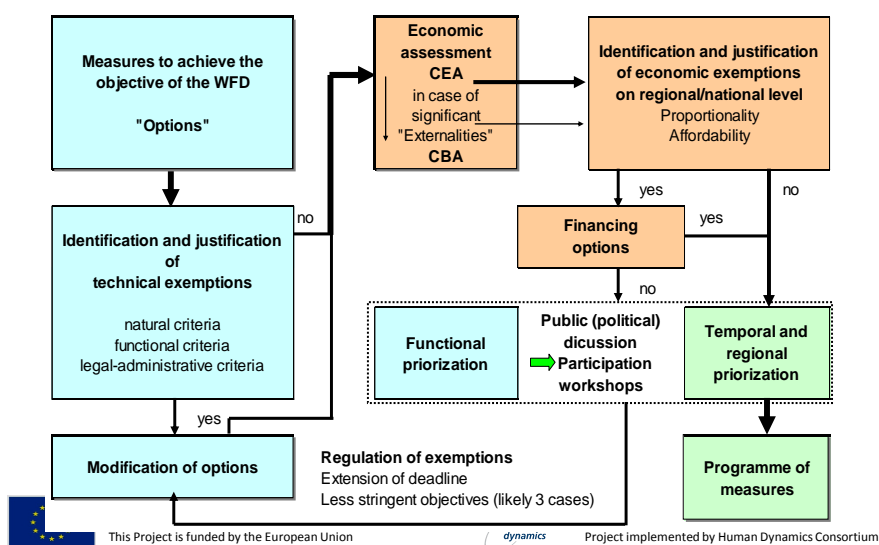 Measures to achieve the
objective of the WFD
"Options"
Economic
assessment
CEA
in case of
significant
"Externalities"
CBA
Identification and justification
of economic exemptions
on regional/national level
Proportionality
Affordability
no
yes
no
Identification and justification
of
technical exemptions
natural criteria
functional criteria
legal-administrative criteria
Financing
options
yes
no
Functional
priorization
Public (political)
dicussion
Participation
workshops
Temporal and
regional
priorization
yes
Modification of options
Regulation of exemptions
Extension of deadline
Less stringent objectives (likely 3 cases)
Programme of
measures
This Project is funded by the European Union
dynamics
Project implemented by Human Dynamics Consortium